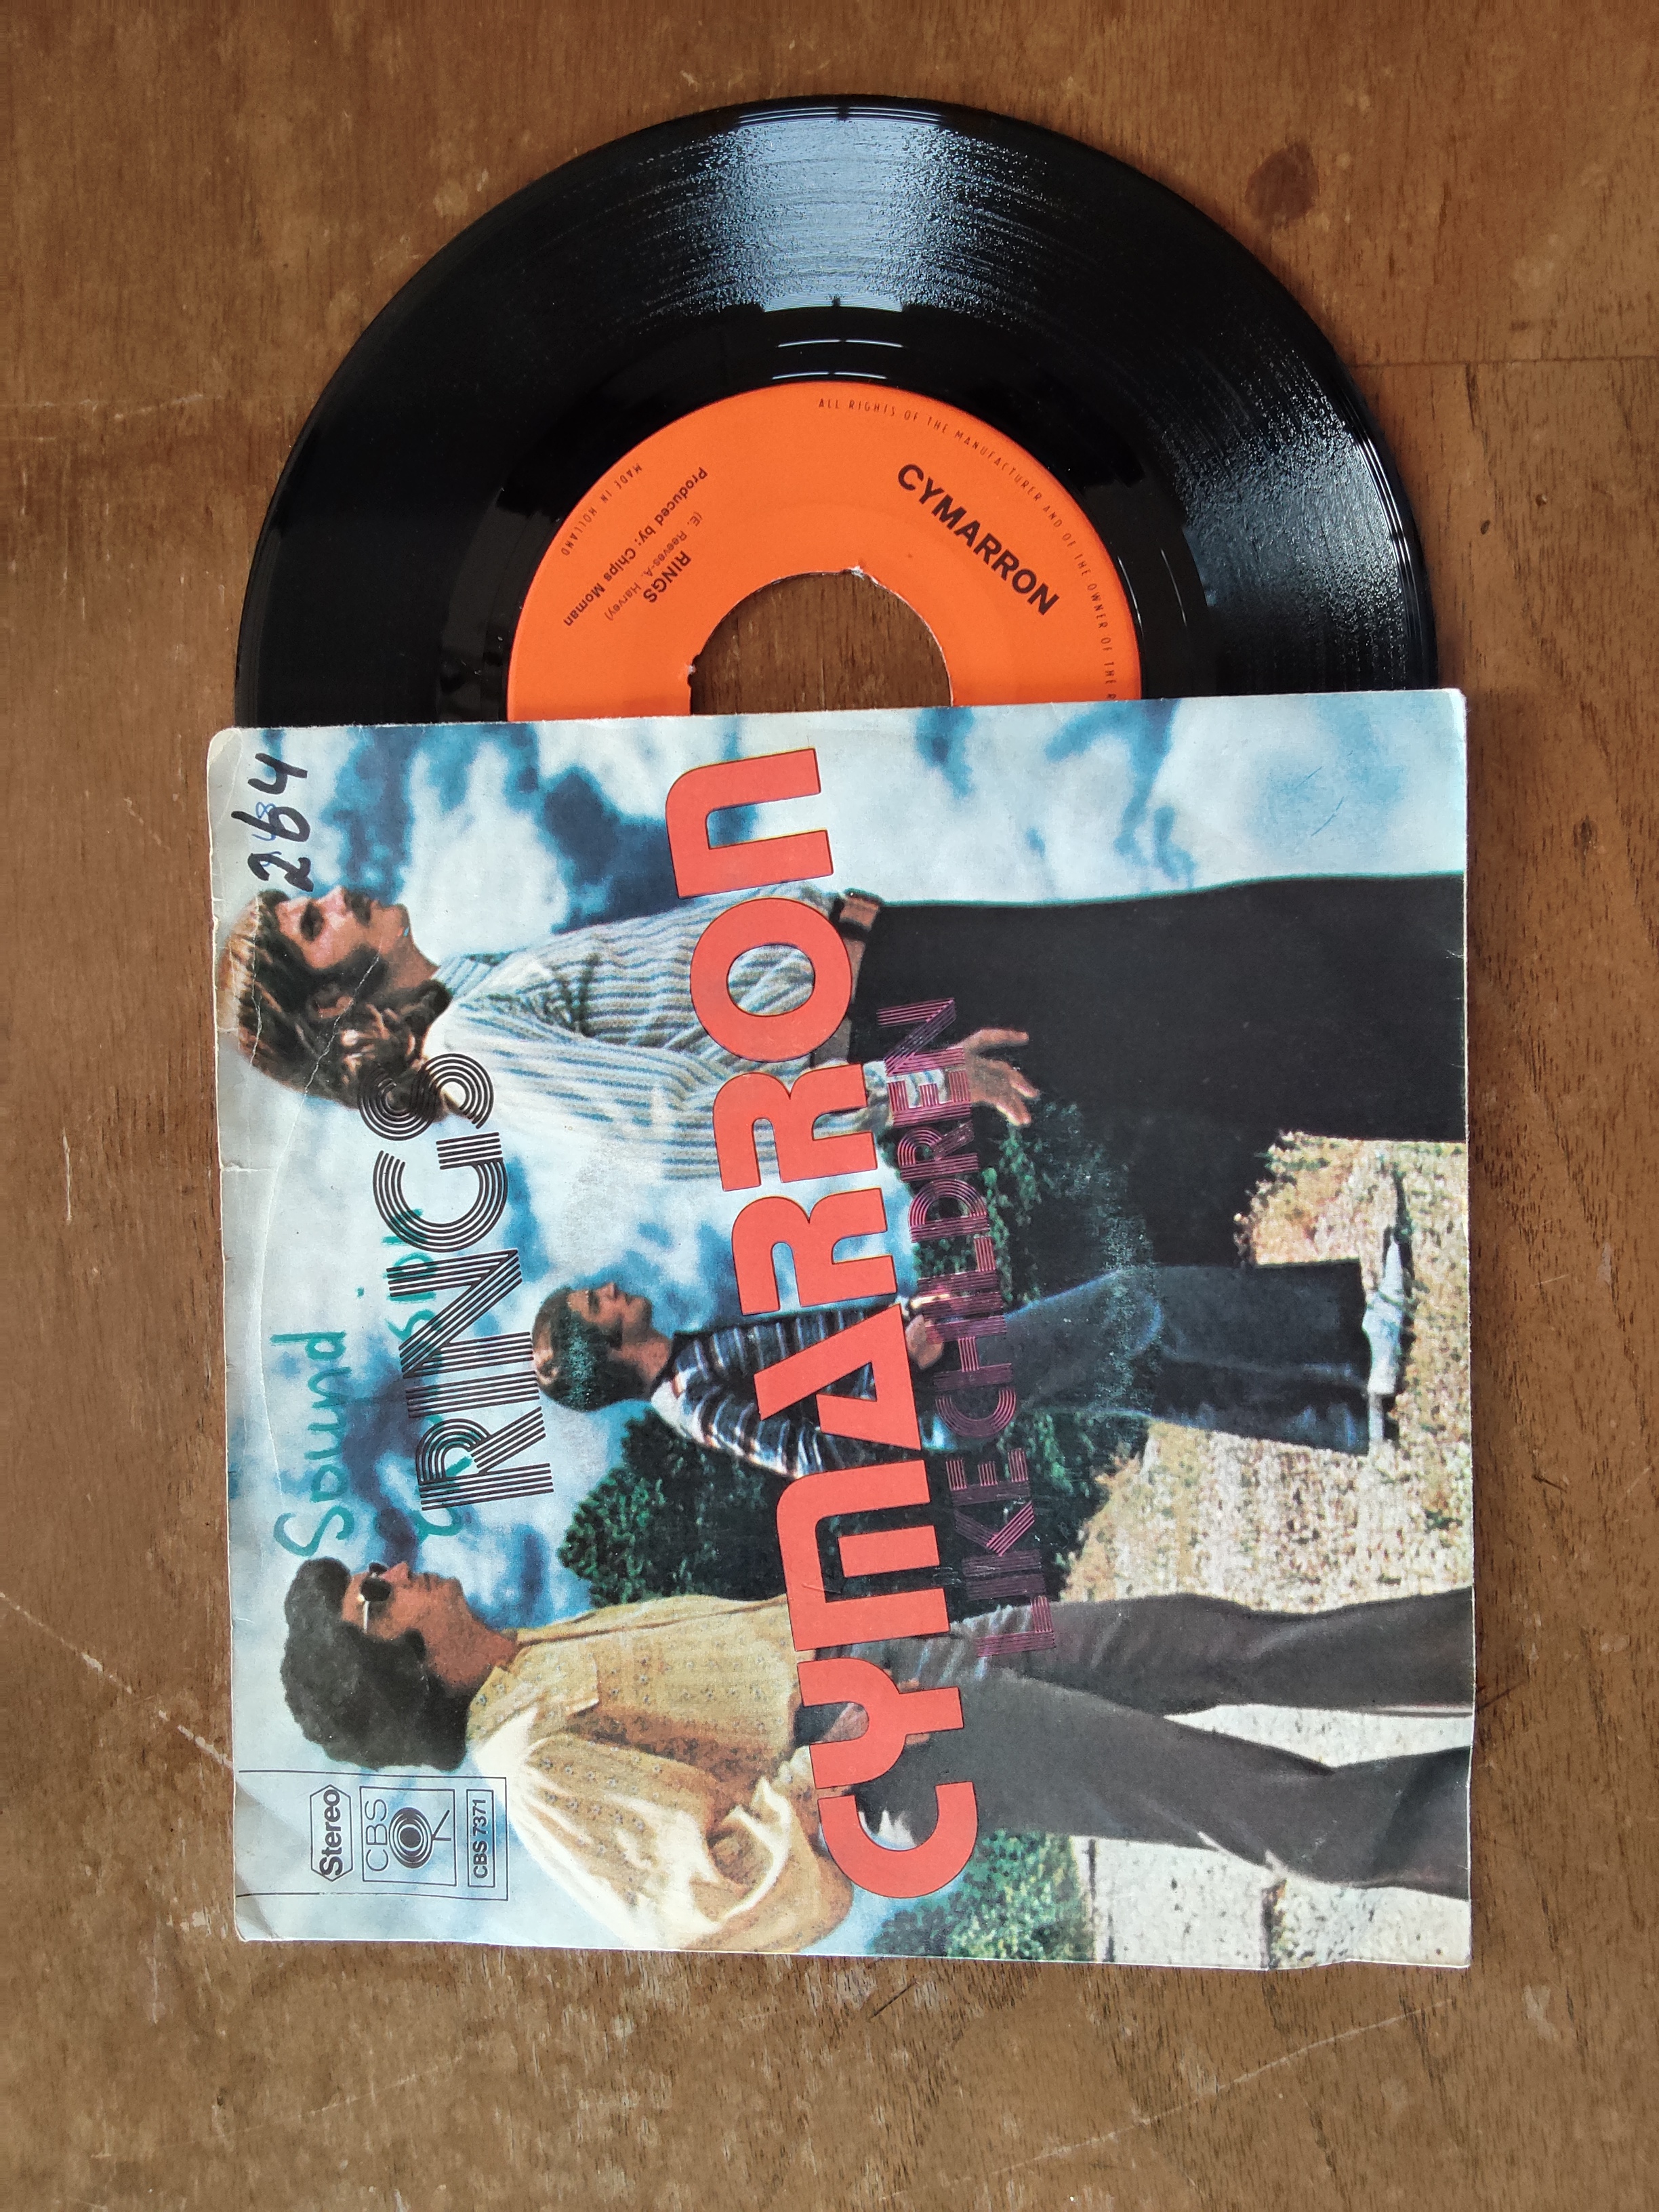 CYMARRON
RINGS
(E. Reeves-A. Harvey)
Produced by: Chips Moman
MADE IN HOLLAND
ALL RIGHTS OF THE MANUFACTURER AND OF THE OWNER OF THE
Stereo
CBS
CBS 7371
Sound
264
RINGS
CYMARRON
LIKE CHILDREN